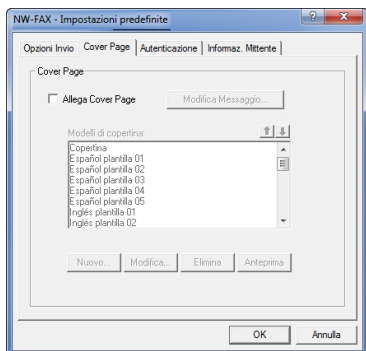 NW-FAX - Impostazioni predefinite
Opzioni Invio Cover Page Autenticazione Informaz. Mittente
Cover Page
Allega Cover Page Modifica Messaggio...
Modelli di copertina:
Copertina
Español plantilla 01
Español plantilla 02
Español plantilla 03
Español plantilla 04
Español plantilla 05
Inglés plantilla 01
Inglés plantilla 02
Nuovo... Modifica... Elimina Anteprima
OK Annulla